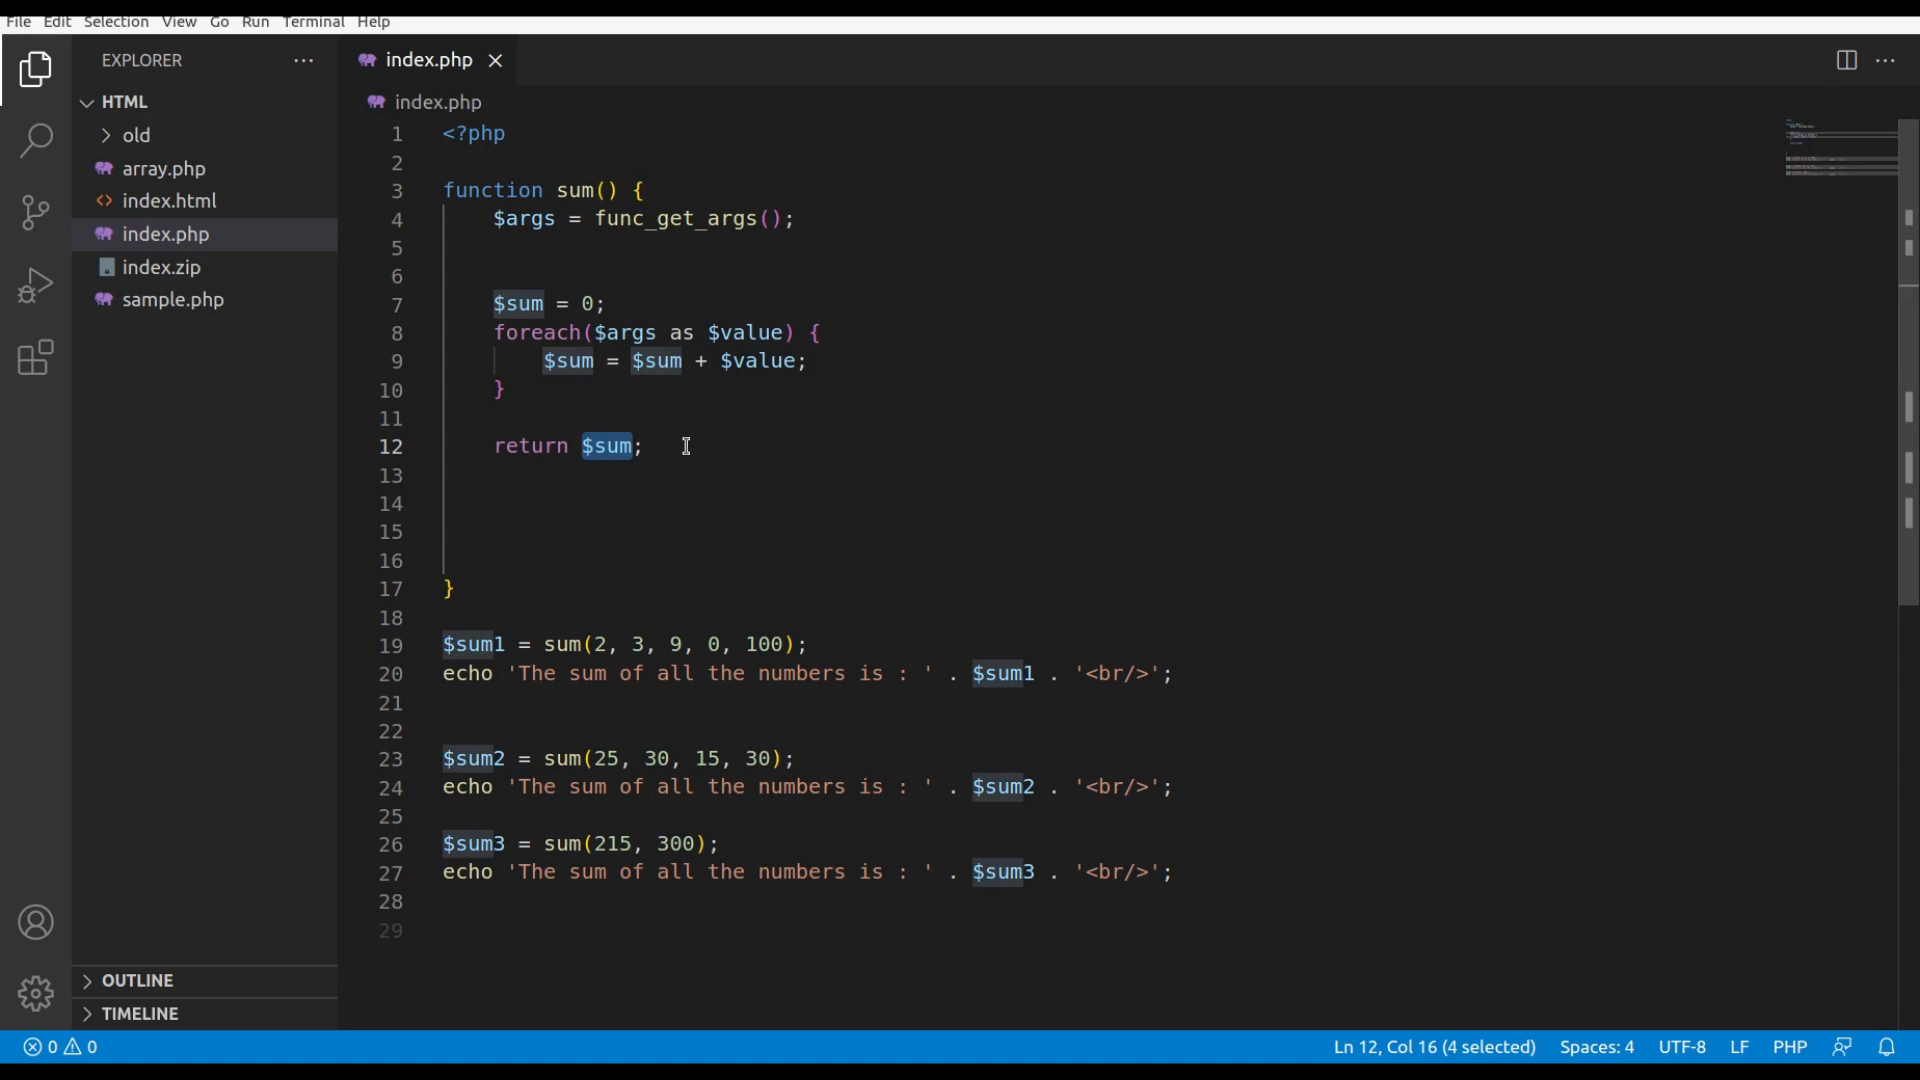 File Edit Selection View Go Run Terminal Help
EXPLORER
HTML
old
array.php
index.html
index.php
index.zip
sample.php
OUTLINE
TIMELINE
index.php
index.php
1 <?php
2
3 function sum() {
4 $args = func_get_args();
5
6
7 $sum = 0;
8 foreach($args as $value) {
9 $sum = $sum + $value;
10 }
11
12 return $sum;
13
14
15
16
17 }
18
19 $sum1 = sum(2, 3, 9, 0, 100);
20 echo 'The sum of all the numbers is : ' . $sum1 . '<br/>';
21
22
23 $sum2 = sum(25, 30, 15, 30);
24 echo 'The sum of all the numbers is : ' . $sum2 . '<br/>';
25
26 $sum3 = sum(215, 300);
27 echo 'The sum of all the numbers is : ' . $sum3 . '<br/>';
28
29
0 0 Ln 12, Col 16 (4 selected) Spaces: 4 UTF-8 LF PHP